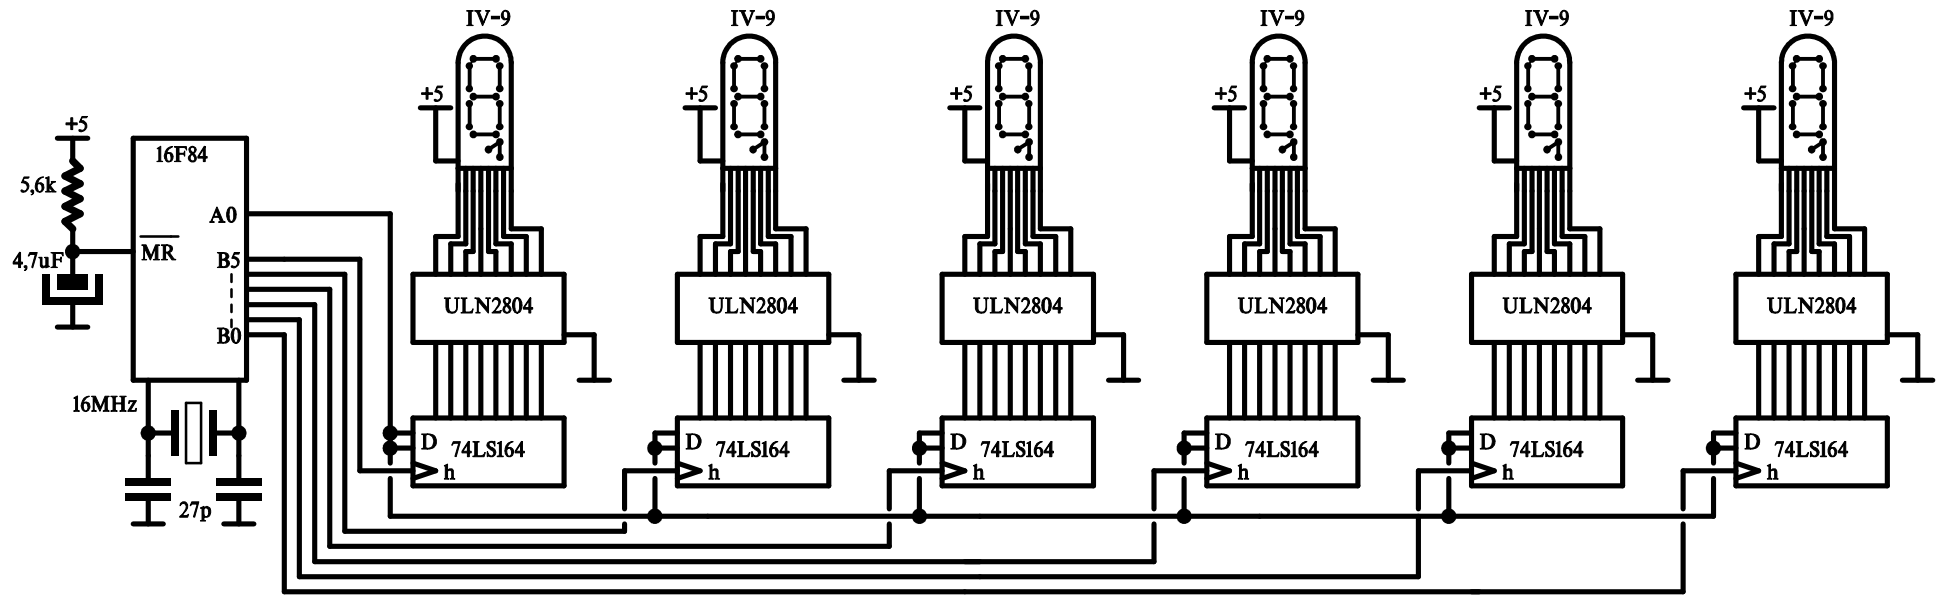 IV-9 IV-9 IV-9 IV-9 IV-9 IV-9
+5 +5 +5 +5 +5 +5
+5
16F84
5,6k
A0
MR
4,7uF
B5
B0
ULN2804 ULN2804 ULN2804 ULN2804 ULN2804 ULN2804
16MHz
D 74LS164 D 74LS164 D 74LS164 D 74LS164 D 74LS164 D 74LS164
h h h h h h
27p